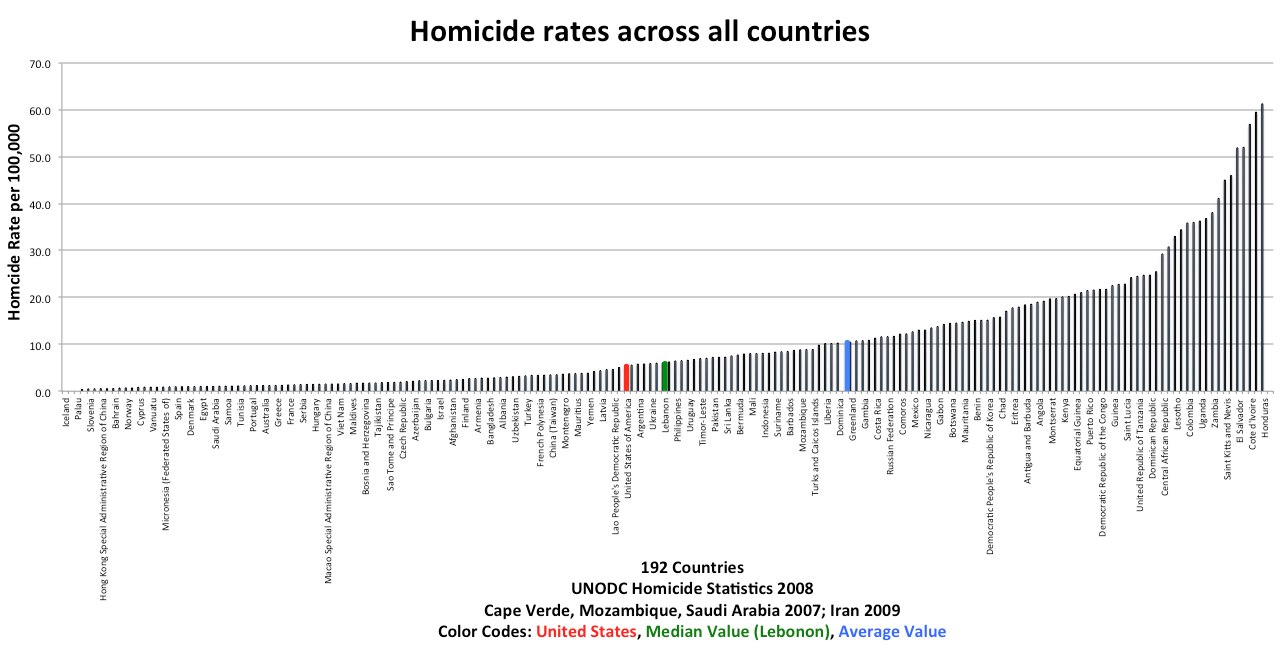 Homicide rates across all countries
Homcide Rate per 100,000
70.0
60.0
50.0
40.0
30.0
20.0
10.0
0.0
Iceland
Palau
Slovenia
Hong Kong Special Administrative Region of China
Bahrain
Norway
Cyprus
Vanuatu
Micronesia (Federated States of)
Spain
Denmark
Egypt
Saudi Arabia
Samoa
Tunisia
Portugal
Australia
Greece
France
Serbia
Hungary
Macao Special Administrative Region of China
Viet Nam
Maldives
Bosnia and Herzegovina
Tajikistan
Sao Tome and Principe
Czech Republic
Azerbaijan
Bulgaria
Israel
Afghanistan
Finland
Armenia
Bangladesh
Albania
Uzbekistan
Turkey
French Polynesia
China (Taiwan)
Montenegro
Mauritius
Yemen
Latvia
Lao People's Democratic Republic
United States of America
Argentina
Ukraine
Lebanon
Philippines
Uruguay
Timor-Leste
Pakistan
Sri Lanka
Bermuda
Mali
Indonesia
Suriname
Barbados
Mozambique
Turks and Caicos Islands
Liberia
Dominica
Greenland
Gambia
Costa Rica
Russian Federation
Comoros
Mexico
Nicaragua
Gabon
Botswana
Mauritania
Benin
Democratic People's Republic of Korea
Chad
Eritrea
Antigua and Barbuda
Angola
Montserrat
Kenya
Equatorial Guinea
Puerto Rico
Democratic Republic of the Congo
Guinea
Saint Lucia
United Republic of Tanzania
Dominican Republic
Central African Republic
Lesotho
Colombia
Uganda
Zambia
Saint Kitts and Nevis
El Salvador
Cote d'Ivoire
Honduras
192 Countries
UNODC Homicide Statistics 2008
Cape Verde, Mozambique, Saudi Arabia 2007; Iran 2009
Color Codes: United States, Median Value (Lebonon), Average Value